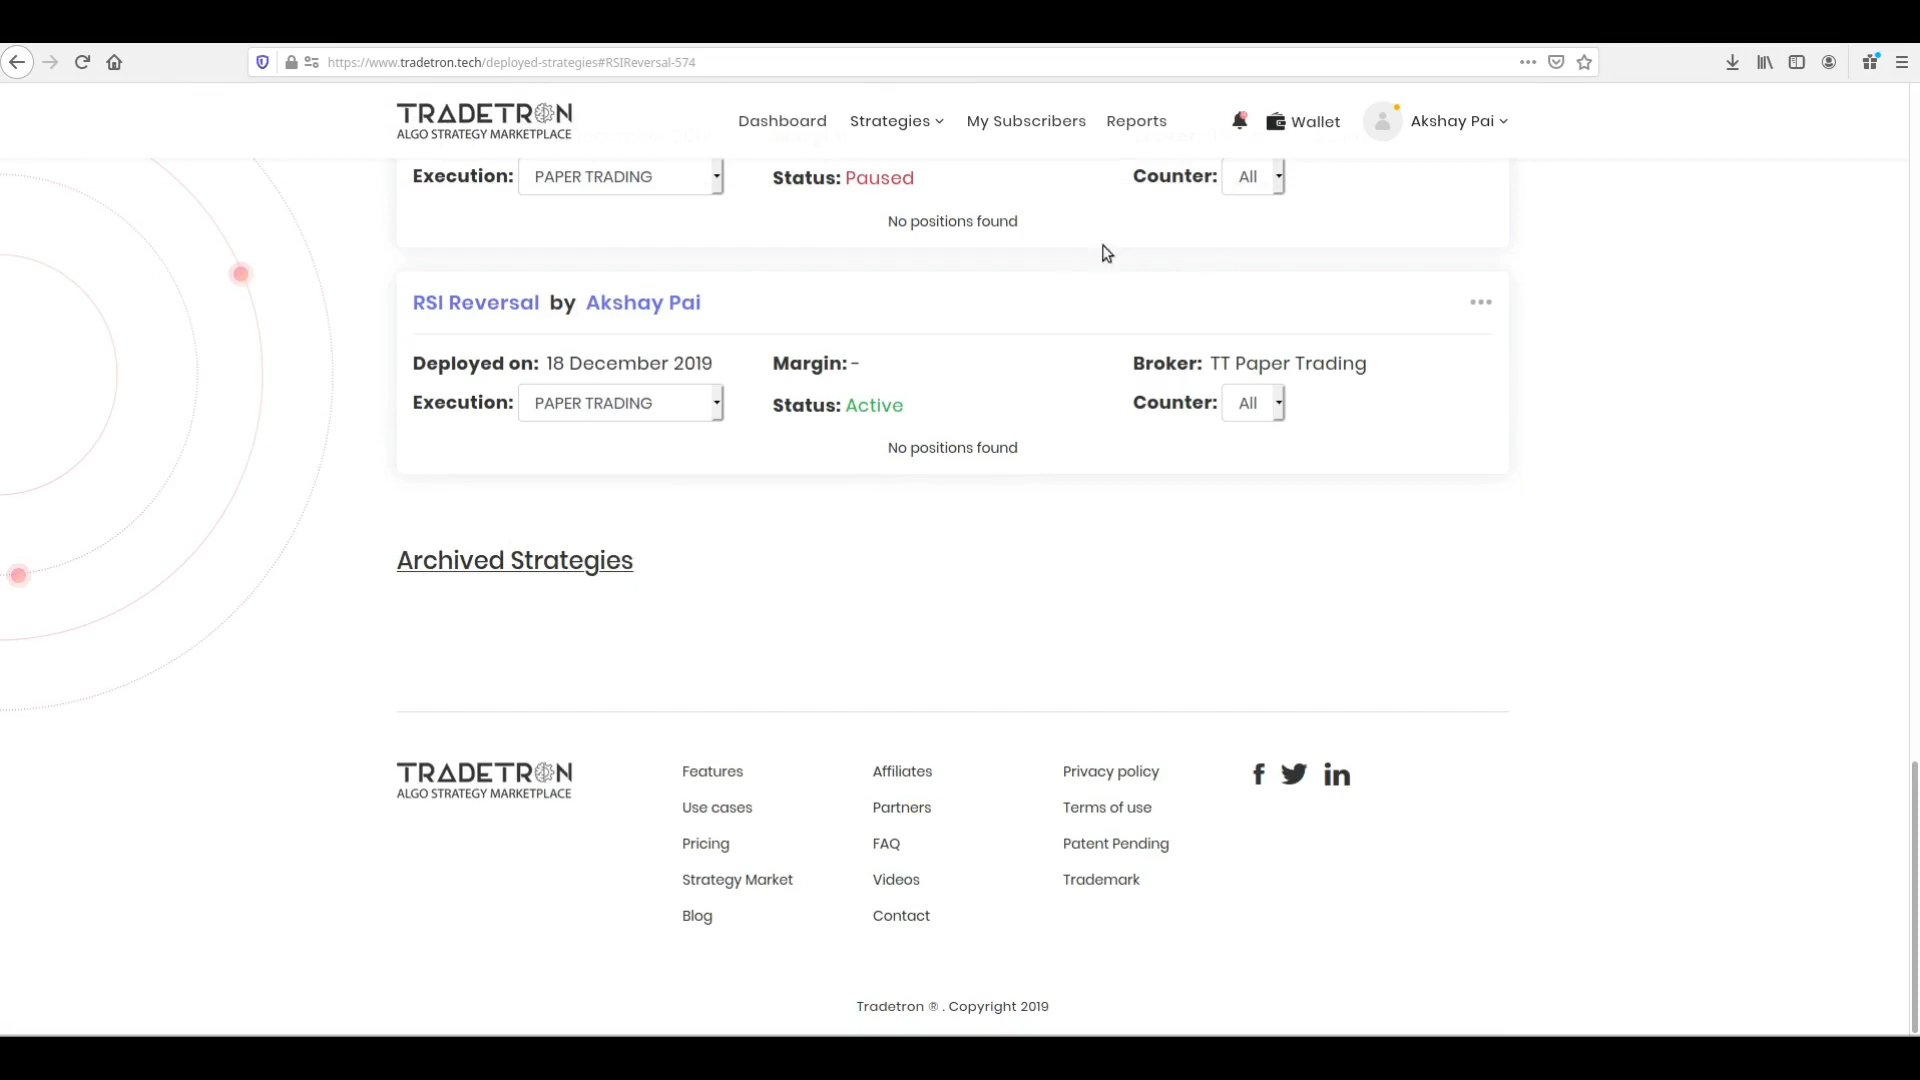 https://www.tradetron.tech/deployed-strategies#RSIReversal-574
TRADETRON
ALGO STRATEGY MARKETPLACE
Dashboard Strategies My Subscribers Reports Wallet Akshay Pai
Execution: PAPER TRADING Status: Paused Counter: All
No positions found
RSI Reversal by Akshay Pai
Deployed on: 18 December 2019 Margin: - Broker: TT Paper Trading
Execution: PAPER TRADING Status: Active Counter: All
No positions found
Archived Strategies
TRADETRON
ALGO STRATEGY MARKETPLACE
Features Affiliates Privacy policy
Use cases Partners Terms of use
Pricing FAQ Patent Pending
Strategy Market Videos Trademark
Blog Contact
Tradetron ® . Copyright 2019